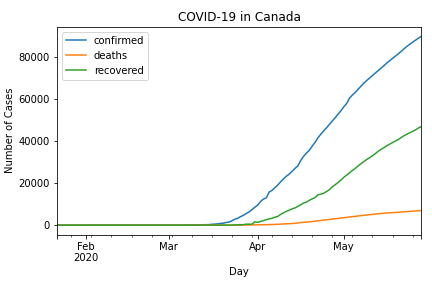 COVID-19 in Canada
confirmed
deaths
recovered
Number of Cases
80000
60000
40000
20000
0
Feb
2020
Mar
Apr
May
Day